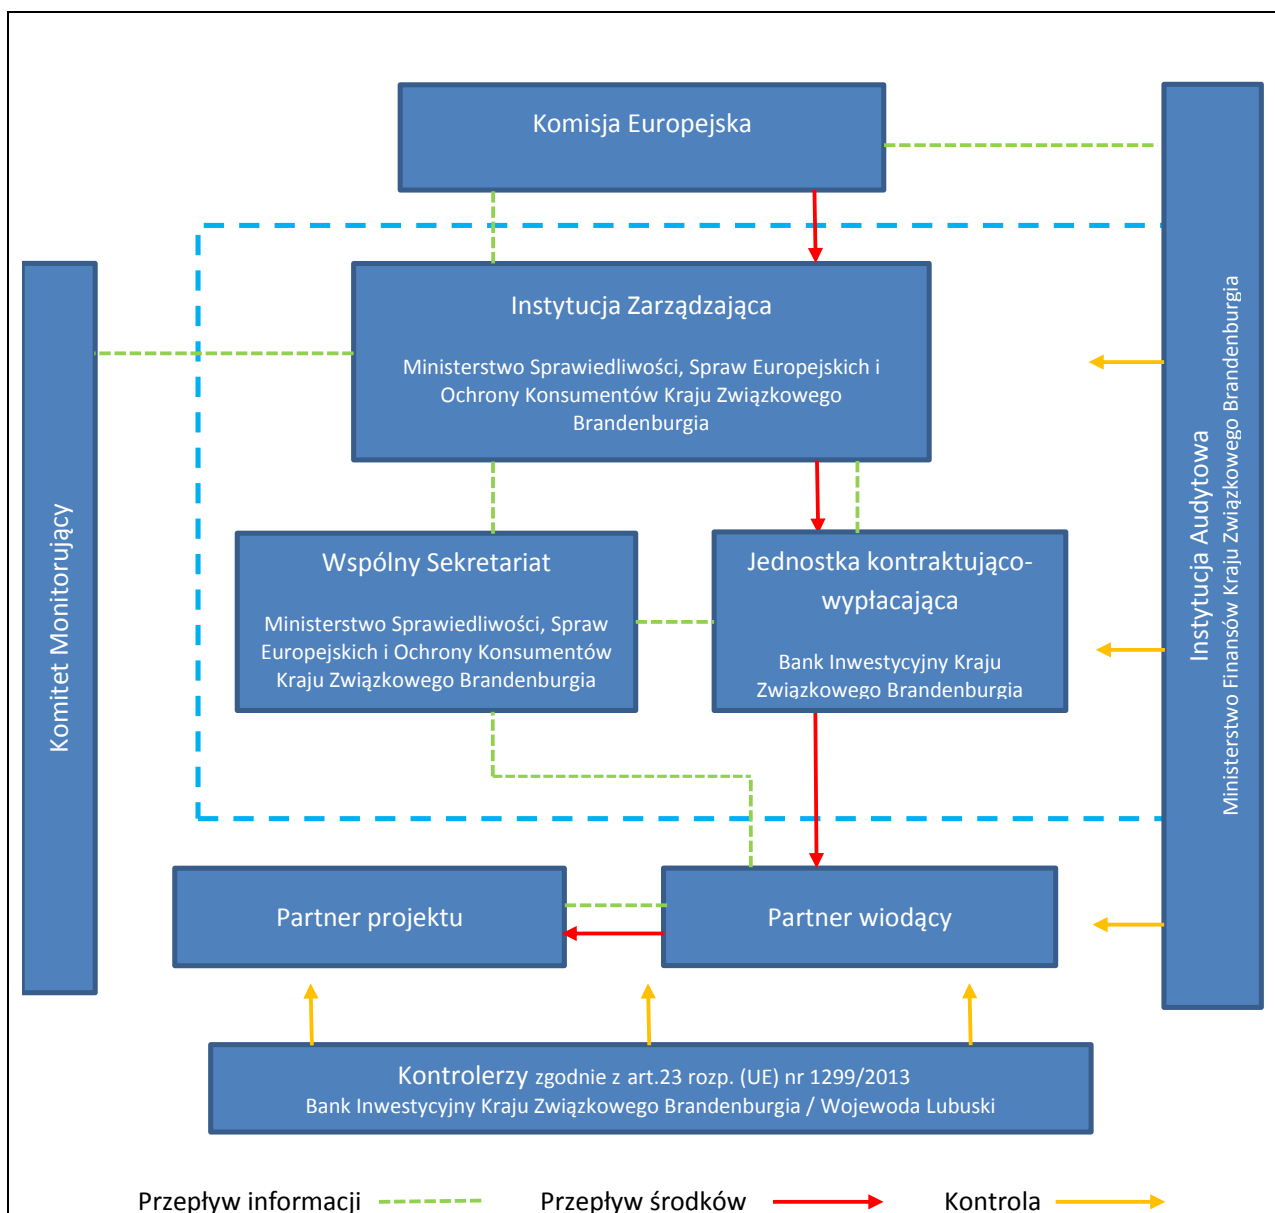 Komisja Europejska
Instytucja Zarządzająca
Ministerstwo Sprawiedliwości, Spraw Europejskich i
Ochrony Konsumentów Kraju Związkowego
Brandenburgia
Komitet Monitorujący
Instytucja Audytowa
Ministerstwo Finansów Kraju Związkowego Brandenburgia
Wspólny Sekretariat
Ministerstwo Sprawiedliwości, Spraw
Europejskich i Ochrony Konsumentów
Kraju Związkowego Brandenburgia
Jednostka kontraktująco-
wypłacająca
Bank Inwestycyjny Kraju
Związkowego Brandenburgia
Partner projektu
Partner wiodący
Kontrolerzy zgodnie z art.23 rozp. (UE) nr 1299/2013
Bank Inwestycyjny Kraju Związkowego Brandenburgia / Wojewoda Lubuski
Przepływ informacji
Przepływ środków
Kontrola